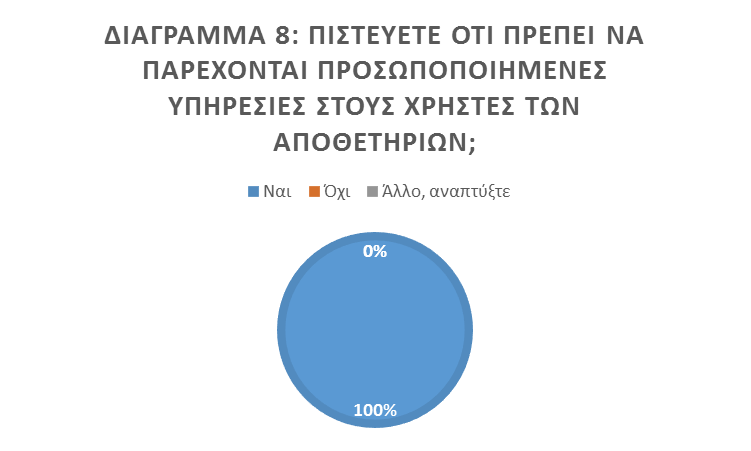 ΔΙΑΓΡΑΜΜΑ 8: ΠΙΣΤΕΥΕΤΕ ΟΤΙ ΠΡΕΠΕΙ ΝΑ
ΠΑΡΕΧΟΝΤΑΙ ΠΡΟΣΩΠΟΠΟΙΗΜΕΝΕΣ
ΥΠΗΡΕΣΙΕΣ ΣΤΟΥΣ ΧΡΗΣΤΕΣ ΤΩΝ
ΑΠΟΘΕΤΗΡΙΩΝ;
Ναι Όχι Άλλο, αναπτύξτε
0%
100%